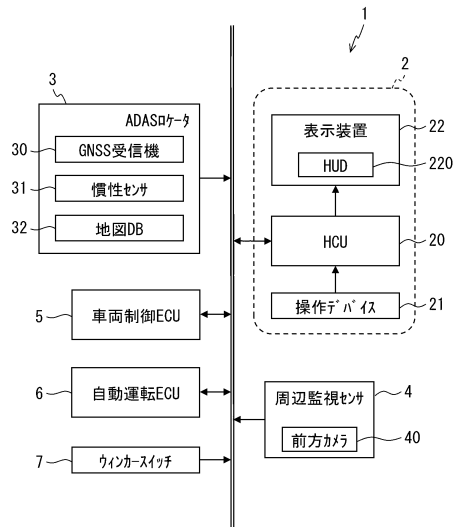 1
2
3
ADASﾛｹｰﾀ
30
GNSS受信機
31
慣性ｾﾝｻ
32
地図DB
表示装置
22
HUD
220
HCU
20
操作ﾃﾞﾊﾞｲｽ
21
5
車両制御ECU
6
自動運転ECU
7
ｳｨﾝｶｰｽｲｯﾁ
周辺監視ｾﾝｻ
4
前方ｶﾒﾗ
40